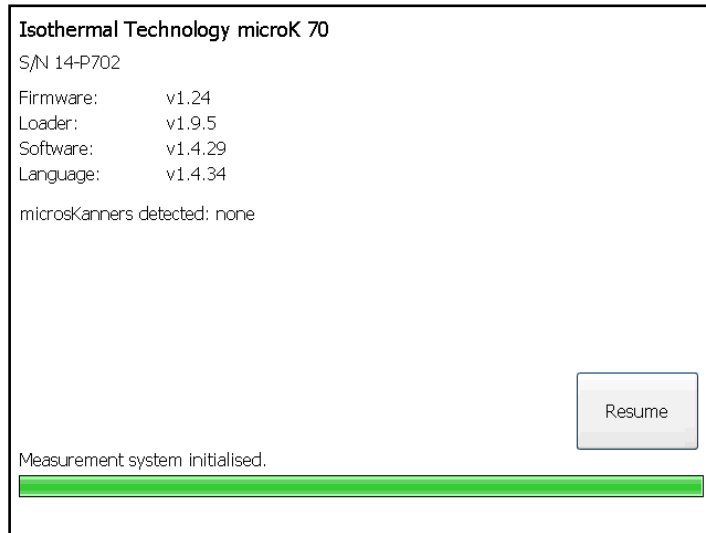 Isothermal Technology microK 70
S/N 14-P702
Firmware: v1.24
Loader: v1.9.5
Software: v1.4.29
Language: v1.4.34
microsKanners detected: none
Resume
Measurement system initialised.